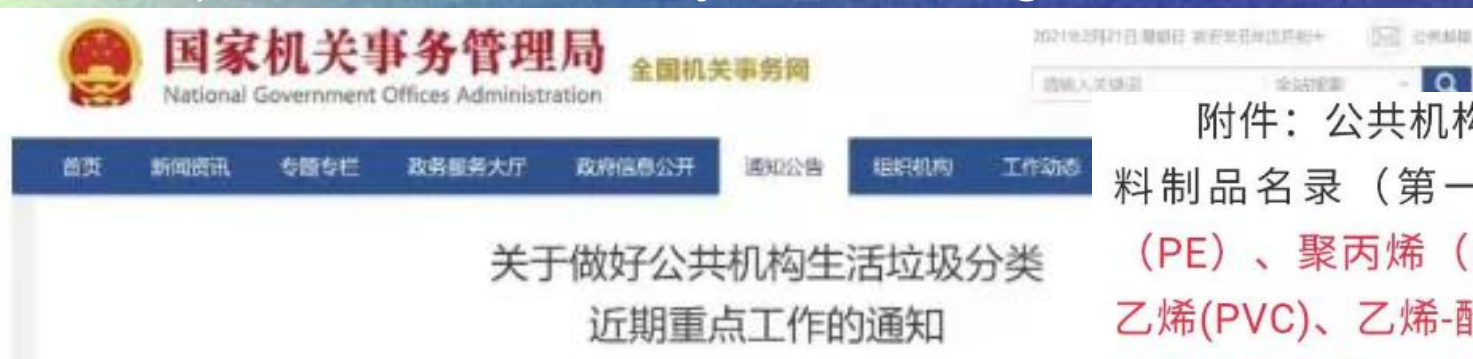 国家机关事务管理局
National Government Offices Administration
全国机关事务网
首页 新闻资讯 专题专栏 政务服务大厅 政府信息公开 通知公告 组织机构 工作动态
关于做好公共机构生活垃圾分类
近期重点工作的通知
附件：公共机构
料制品名录（第一
（PE）、聚丙烯（
乙烯(PVC)、乙烯-